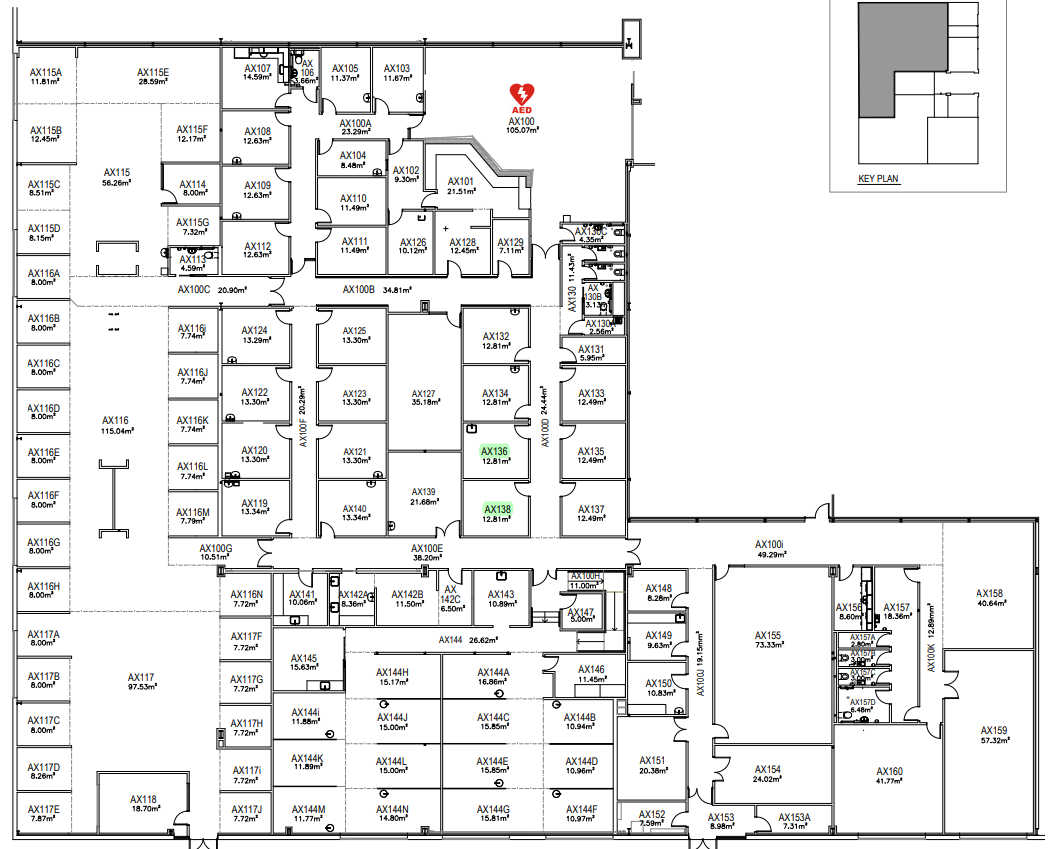 KEY PLAN
AED
AX100
105.07m²
AX115A
11.81m²
AX115E
28.59m²
AX107
14.59m²
AX
106
3.66m²
AX105
11.37m²
AX103
11.67m²
AX115B
12.45m²
AX115F
12.17m²
AX108
12.63m²
AX100A
23.29m²
AX104
8.48m²
AX102
9.30m²
AX101
21.51m²
AX115
56.26m²
AX115C
8.51m²
AX114
8.00m²
AX109
12.63m²
AX110
11.49m²
AX115D
8.15m²
AX115G
7.32m²
AX112
12.63m²
AX111
11.49m²
AX126
10.12m²
AX128
12.45m²
AX129
7.11m²
AX130C
4.35m²
AX113
4.59m²
AX116A
8.00m²
AX100C 20.90m²
AX100B 34.81m²
AX130 11.43m²
AX
130B
3.13m²
AX130A
2.56m²
AX116B
8.00m²
AX116i
7.74m²
AX124
13.29m²
AX125
13.30m²
AX132
12.81m²
AX131
5.95m²
AX116C
8.00m²
AX116J
7.74m²
AX122
13.30m²
AX100F 20.29m²
AX123
13.30m²
AX127
35.18m²
AX134
12.81m²
AX100D 24.44m²
AX133
12.49m²
AX116D
8.00m²
AX116
115.04m²
AX116K
7.74m²
AX116E
8.00m²
AX120
13.30m²
AX121
13.30m²
AX136
12.81m²
AX135
12.49m²
AX116L
7.74m²
AX116F
8.00m²
AX116M
7.79m²
AX119
13.34m²
AX140
13.34m²
AX139
21.68m²
AX138
12.81m²
AX137
12.49m²
AX116G
8.00m²
AX100G
10.51m²
AX100E
38.20m²
AX100i
49.29m²
AX116H
8.00m²
AX116N
7.72m²
AX141
10.06m²
AX142A
8.36m²
AX142B
11.50m²
AX
142C
6.50m²
AX143
10.89m²
AX100H
11.00m²
AX147
5.00m²
AX148
8.28m²
AX156
8.60m²
AX157
18.36m²
AX158
40.64m²
AX117A
8.00m²
AX117F
7.72m²
AX145
15.63m²
AX144 26.62m²
AX149
9.63m²
AX100J 19.15mm²
AX155
73.33m²
AX157A
2.80m²
AX157B
AX157C
AX157D
6.48m²
AX100K 12.89mm²
AX117B
8.00m²
AX117
97.53m²
AX117G
7.72m²
AX144H
15.17m²
AX144A
16.86m²
AX146
11.45m²
AX150
10.83m²
AX117C
8.00m²
AX117H
7.72m²
AX144i
11.88m²
AX144J
15.00m²
AX144C
15.85m²
AX144B
10.94m²
AX159
57.32m²
AX117D
8.26m²
AX117i
7.72m²
AX144K
11.89m²
AX144L
15.00m²
AX144E
15.85m²
AX144D
10.96m²
AX151
20.38m²
AX154
24.02m²
AX160
41.77m²
AX117E
7.87m²
AX118
18.70m²
AX117J
7.72m²
AX144M
11.77m²
AX144N
14.80m²
AX144G
15.81m²
AX144F
10.97m²
AX152
7.59m²
AX153
8.98m²
AX153A
7.31m²